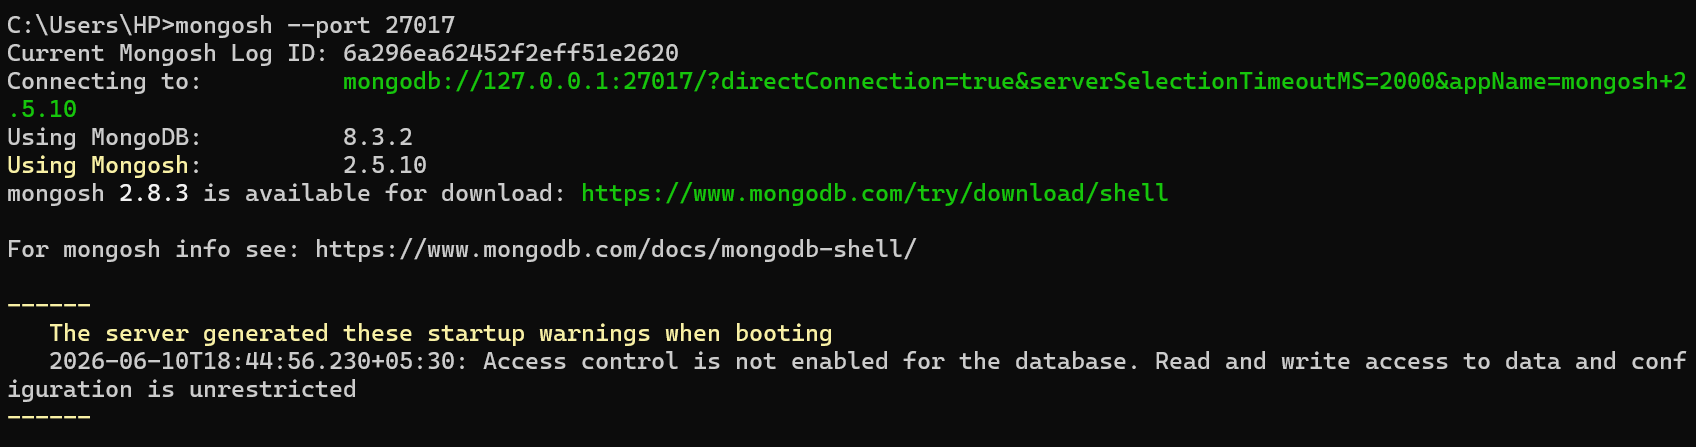 C:\Users\HP>mongosh --port 27017
Current Mongosh Log ID: 6a296ea62452f2eff51e2620
Connecting to:          mongodb://127.0.0.1:27017/?directConnection=true&serverSelectionTimeoutMS=2000&appName=mongosh+2
.5.10
Using MongoDB:          8.3.2
Using Mongosh:          2.5.10
mongosh 2.8.3 is available for download: https://www.mongodb.com/try/download/shell
For mongosh info see: https://www.mongodb.com/docs/mongodb-shell/
------
   The server generated these startup warnings when booting
   2026-06-10T18:44:56.230+05:30: Access control is not enabled for the database. Read and write access to data and conf
iguration is unrestricted
------